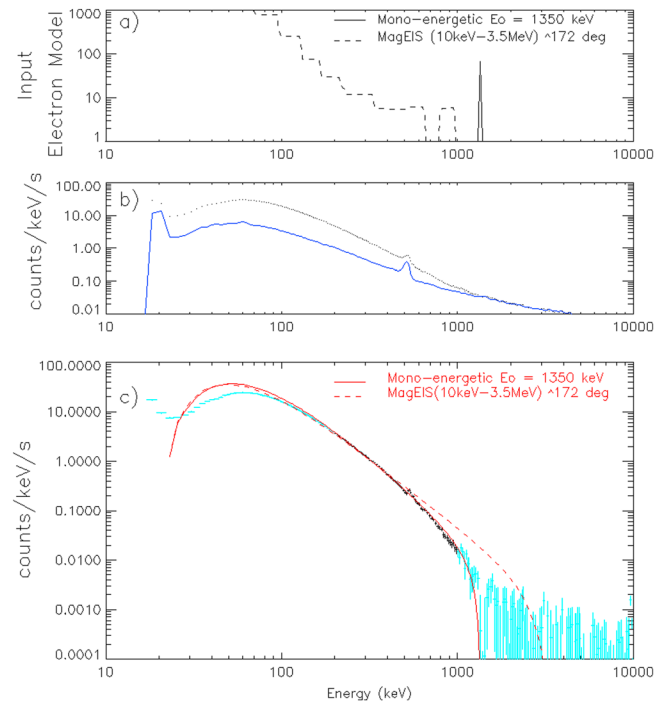 a)
Mono-energetic Eo = 1350 keV
MagEIS (10keV-3.5MeV) ^172 deg
Input
Electron Model
1000
100
10
1
10 100 1000 10000
b)
counts/keV/s
100.00
10.00
1.00
0.10
0.01
10 100 1000 10000
c)
Mono-energetic Eo = 1350 keV
MagEIS(10keV-3.5MeV) ^172 deg
counts/keV/s
100.0000
10.0000
1.0000
0.1000
0.0100
0.0010
0.0001
10 100 1000 10000
Energy (keV)